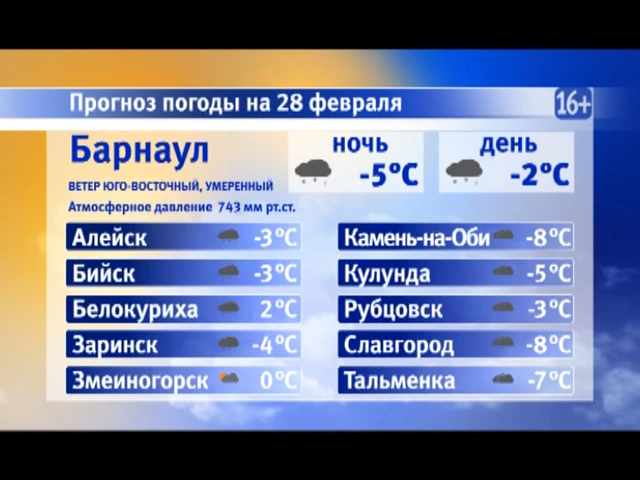 Прогноз погоды на 28 февраля 16+
Барнаул ночь -5°C день -2°C
ВЕТЕР ЮГО-ВОСТОЧНЫЙ, УМЕРЕННЫЙ
Атмосферное давление 743 мм рт.ст.
Алейск -3°C
Бийск -3°C
Белокуриха 2°C
Заринск -4°C
Змеиногорск 0°C
Камень-на-Оби -8°C
Кулунда -5°C
Рубцовск -3°C
Славгород -8°C
Тальменка -7°C